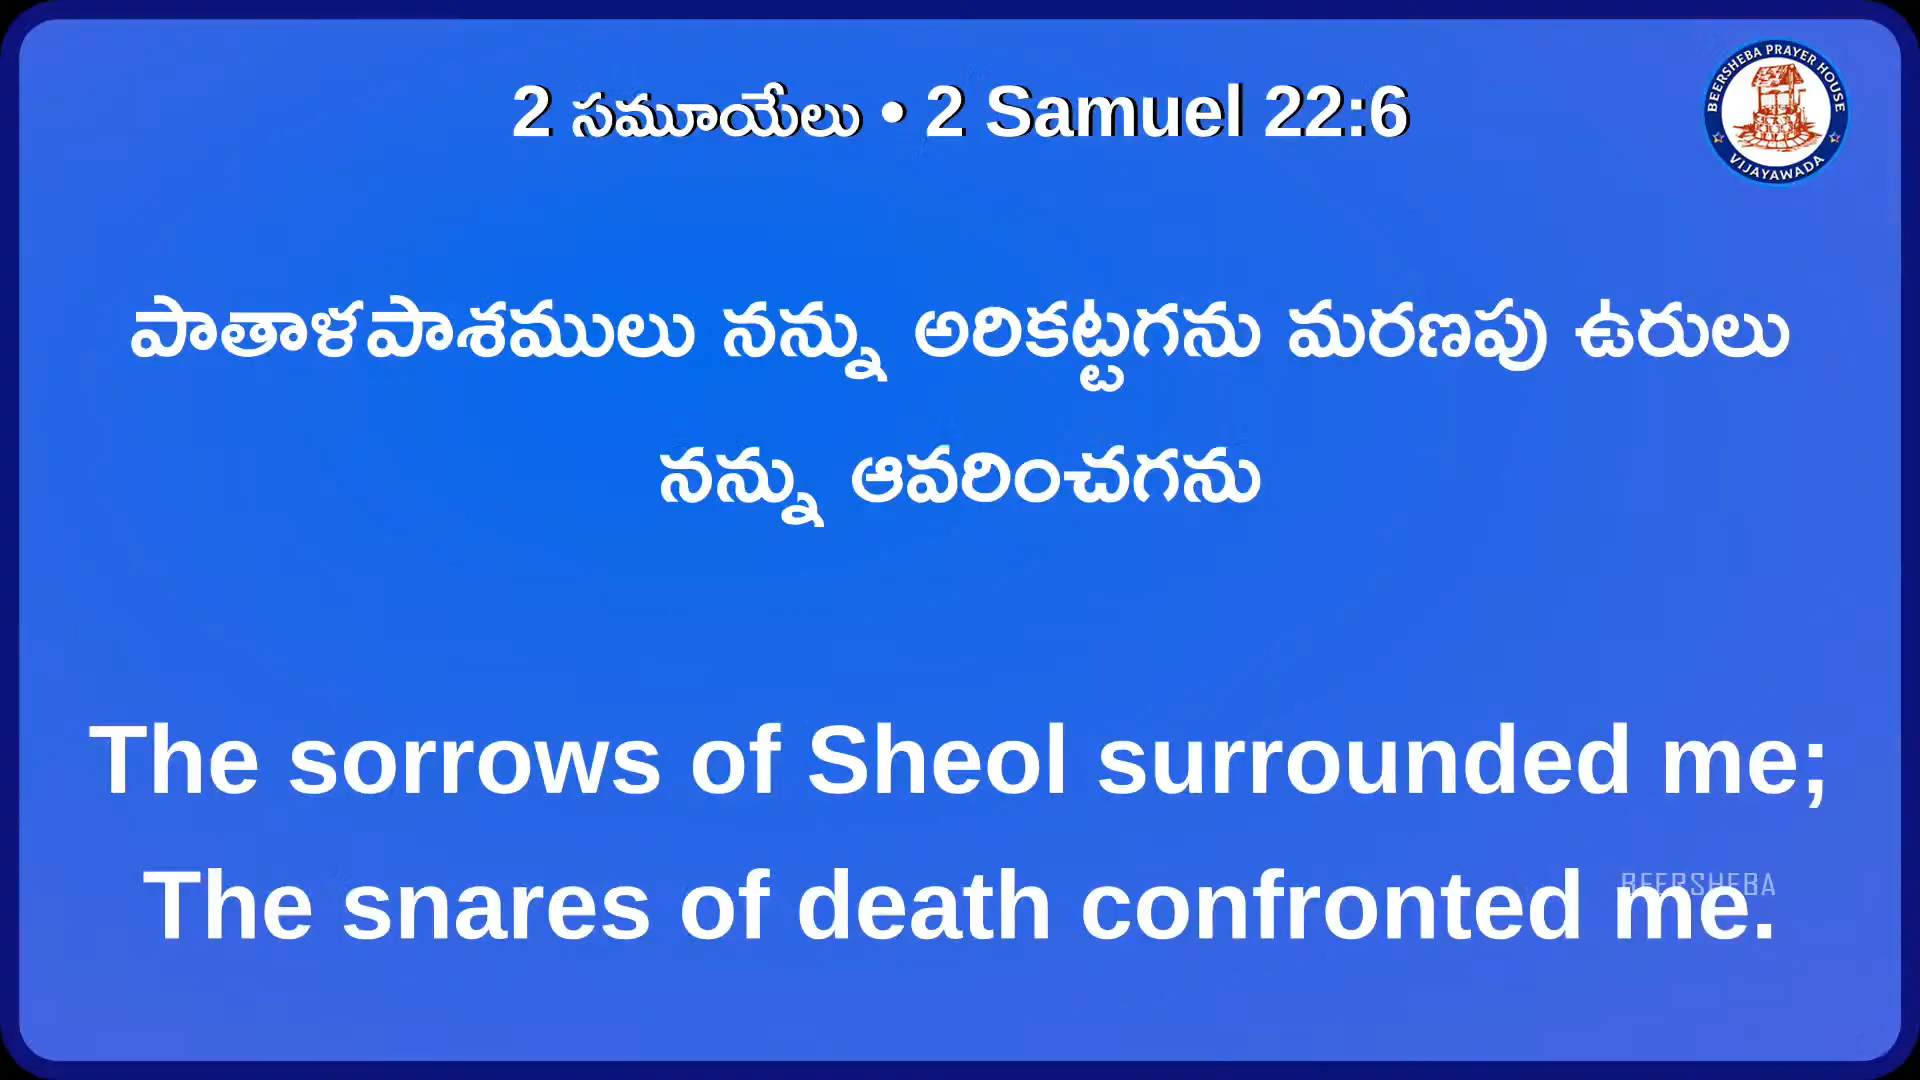 2 సమూయేలు • 2 Samuel 22:6
BEERSHEBA PRAYER HOUSE
VIJAYAWADA
పాతాళపాశములు నన్ను అరికట్టగను మరణపు ఉరులు
నన్ను ఆవరించగను
The sorrows of Sheol surrounded me;
The snares of death confronted me.
BEERSHEBA